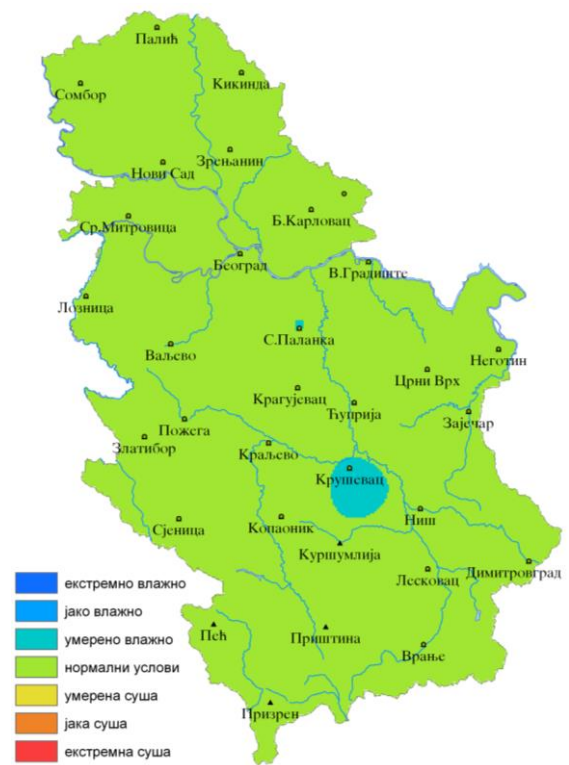 Палић
Кикинда
Сомбор
Зрењанин
Нови Сад
Б.Карловац
Ср.Митровица
Београд
В.Градиште
Лозница
С.Паланка
Ваљево
Неготин
Црни Врх
Крагујевац
Ћуприја
Зајечар
Пожега
Златибор
Краљево
Крушевац
Ниш
Копаоник
Сјеница
Куршумлија
Лесковац
Димитровград
Пећ
Приштина
Врање
Призрен
екстремно влажно
јако влажно
умерено влажно
нормални услови
умерена суша
јака суша
екстремна суша